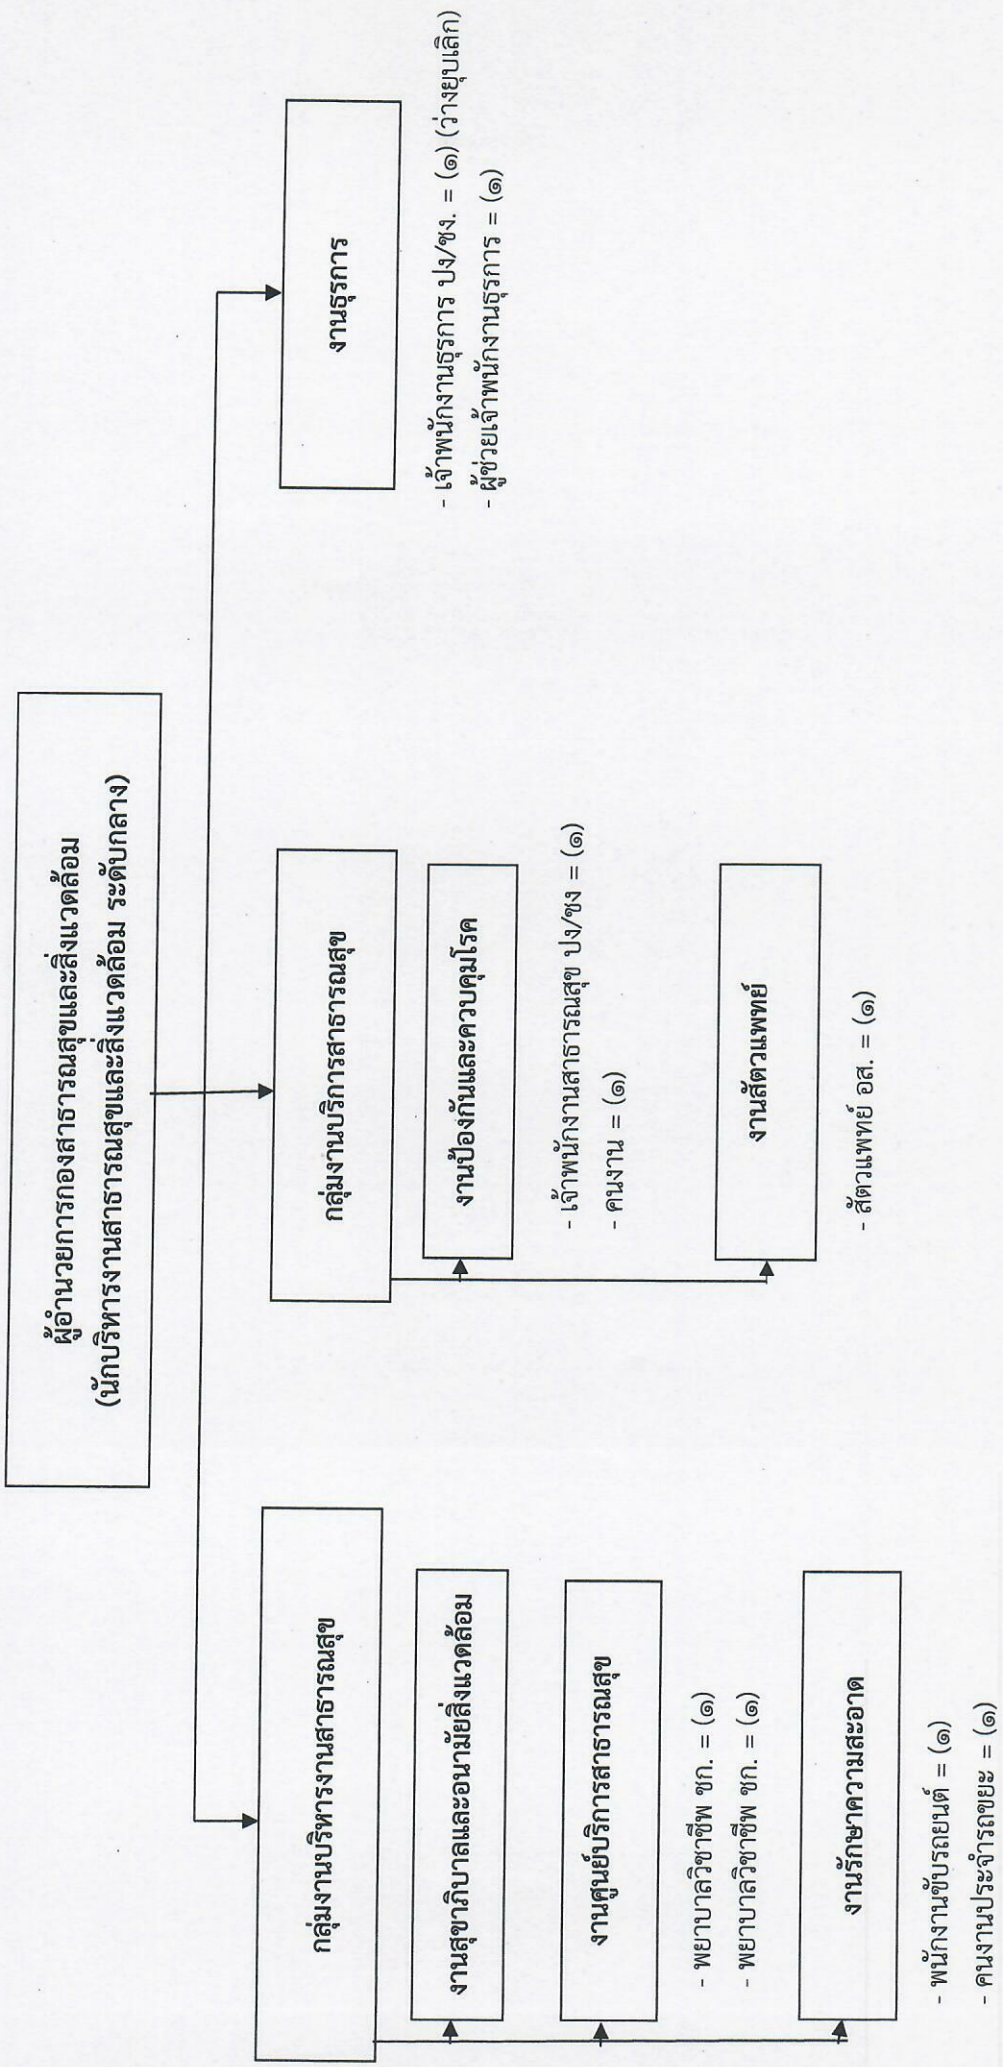 ผู้อำนวยการกองสาธารณสุขและสิ่งแวดล้อม
(นักบริหารงานสาธารณสุขและสิ่งแวดล้อม ระดับกลาง)
กลุ่มงานบริหารงานสาธารณสุข
งานสุขาภิบาลและอนามัยสิ่งแวดล้อม
งานศูนย์บริการสาธารณสุข
- พยาบาลวิชาชีพ ชก. = (๑)
- พยาบาลวิชาชีพ ชก. = (๑)
งานรักษาความสะอาด
- พนักงานขับรถยนต์ = (๑)
- คนงานประจำรถขยะ = (๑)
กลุ่มงานบริการสาธารณสุข
งานป้องกันและควบคุมโรค
- เจ้าพนักงานสาธารณสุข ปง/ชง = (๑)
- คนงาน = (๑)
งานสัตวแพทย์
- สัตวแพทย์ อส. = (๑)
งานธุรการ
- เจ้าพนักงานธุรการ ปง/ชง. = (๑) (ว่างยุบเลิก)
- ผู้ช่วยเจ้าพนักงานธุรการ = (๑)